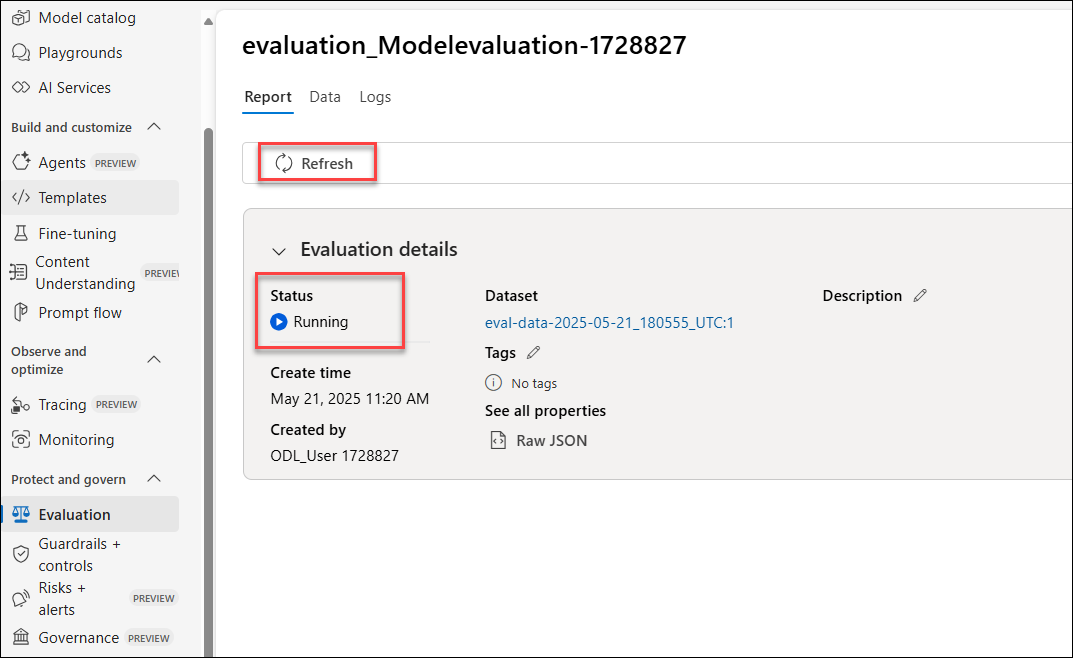 Model catalog
Playgrounds
AI Services
Build and customize
Agents PREVIEW
Templates
Fine-tuning
Content
Understanding
Prompt flow
Observe and
optimize
Tracing PREVIEW
Monitoring
Protect and govern
Evaluation
Guardrails +
controls
Risks +
alerts
PREVIEW
Governance PREVIEW
evaluation_Modelevaluation-1728827
Report Data Logs
Refresh
Evaluation details
Status
Running
Create time
May 21, 2025 11:20 AM
Created by
ODL_User 1728827
Dataset
eval-data-2025-05-21_180555_UTC:1
Tags
No tags
See all properties
Raw JSON
Description